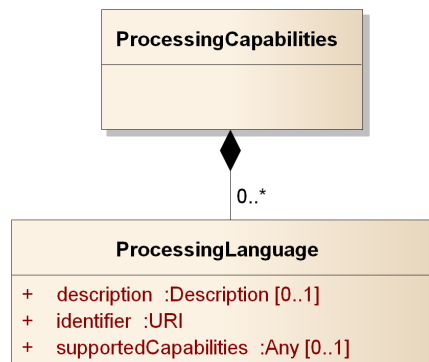 ProcessingCapabilities
0..*
ProcessingLanguage
+ description :Description [0..1]
+ identifier :URI
+ supportedCapabilities :Any [0..1]